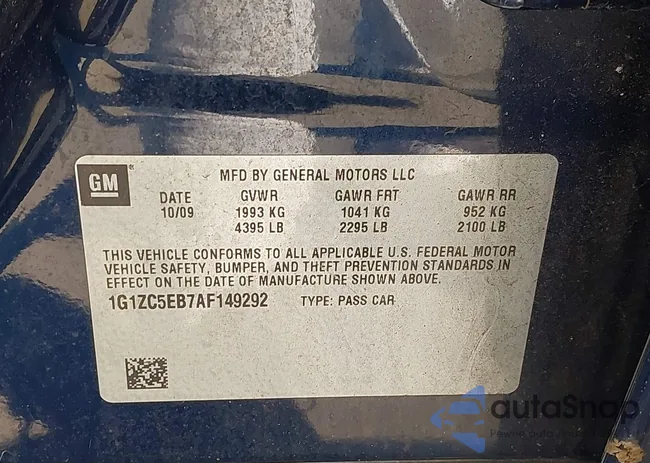 GM
MFD BY GENERAL MOTORS LLC
DATE GVWR GAWR FRT GAWR RR
10/09 1993 KG 1041 KG 952 KG
4395 LB 2295 LB 2100 LB
THIS VEHICLE CONFORMS TO ALL APPLICABLE U.S. FEDERAL MOTOR
VEHICLE SAFETY, BUMPER, AND THEFT PREVENTION STANDARDS IN
EFFECT ON THE DATE OF MANUFACTURE SHOWN ABOVE.
1G1ZC5EB7AF149292 TYPE: PASS CAR
autaSnap